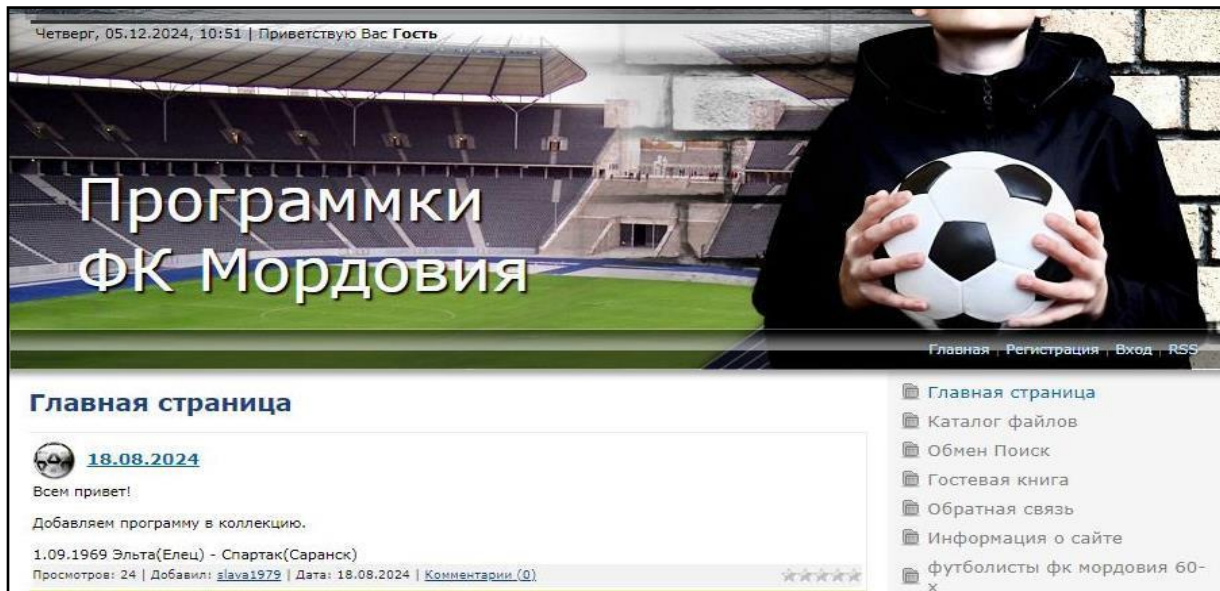 Четверг, 05.12.2024, 10:51 | Приветствую Вас Гость
Программки
ФК Мордовия
Главная | Регистрация | Вход | RSS
Главная страница
18.08.2024
Всем привет!
Добавляем программу в коллекцию.
1.09.1969 Эльта(Елец) - Спартак(Саранск)
Просмотров: 24 | Добавил: slava1979 | Дата: 18.08.2024 | Комментарии (0)
Главная страница
Каталог файлов
Обмен Поиск
Гостевая книга
Обратная связь
Информация о сайте
футболисты фк мордовия 60-
х